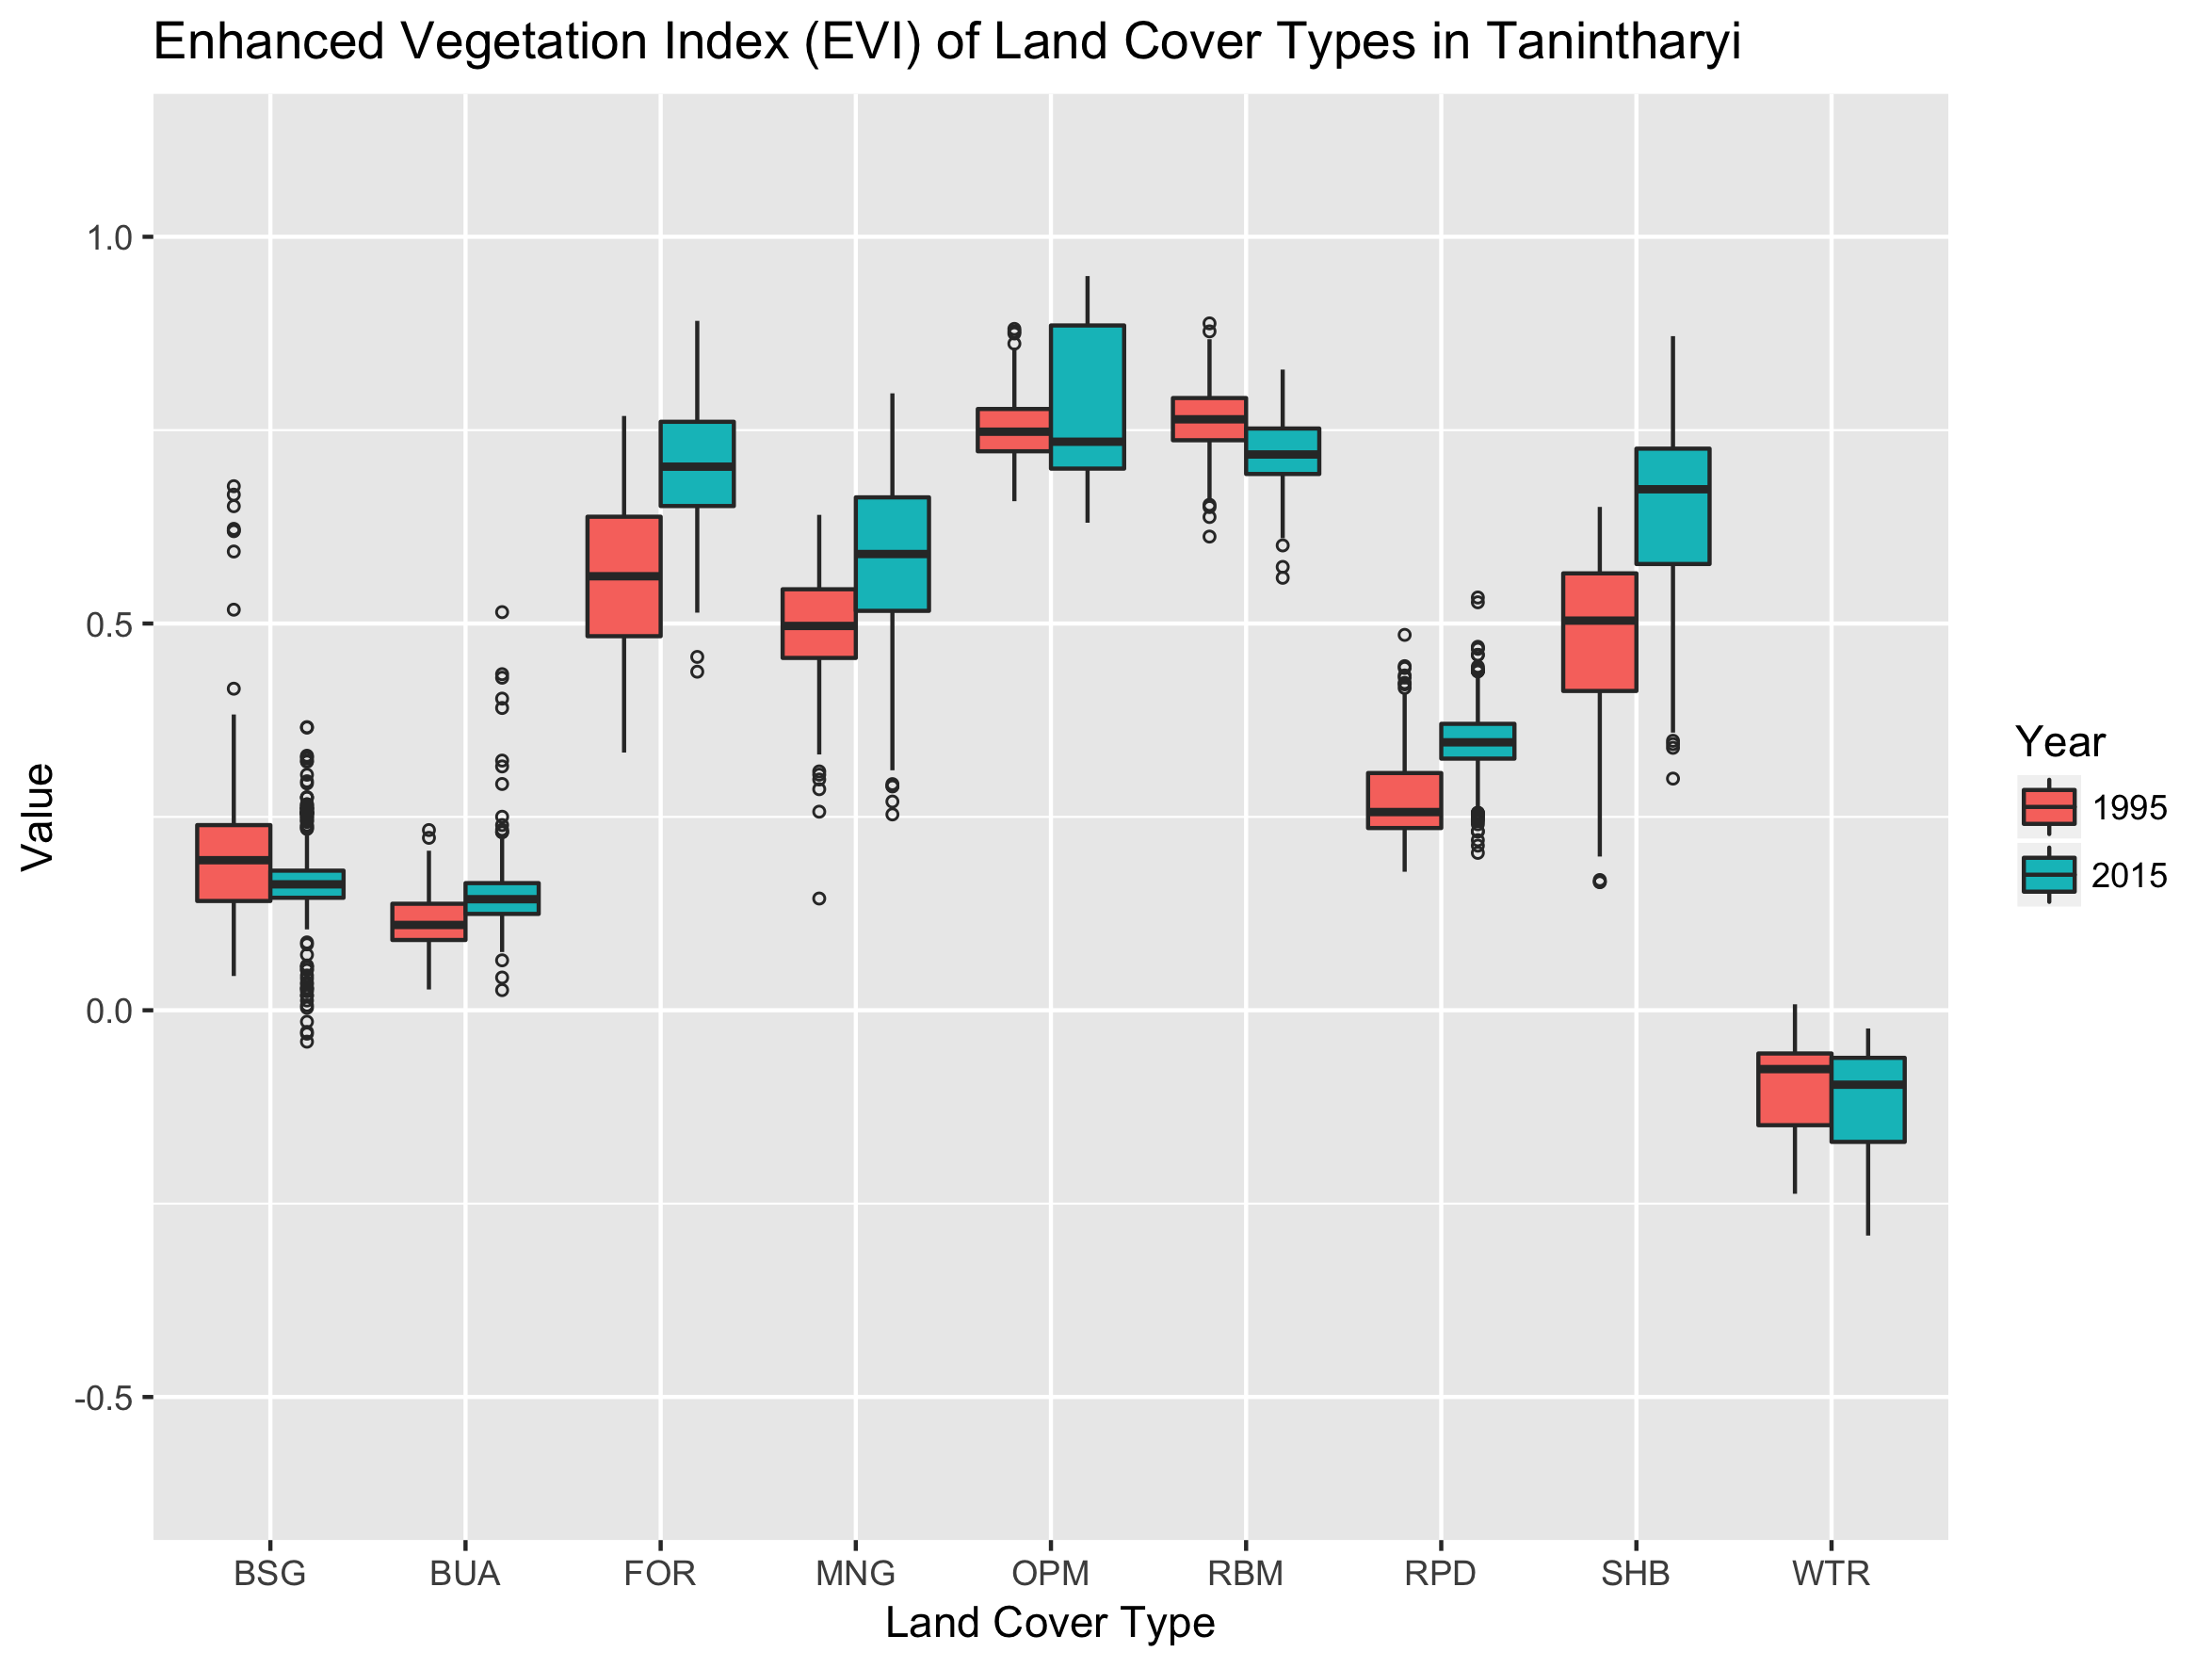 Enhanced Vegetation Index (EVI) of Land Cover Types in Tanintharyi
Value
1.0
0.5
0.0
-0.5
BSG BUA FOR MNG OPM RBM RPD SHB WTR
Land Cover Type
Year
1995
2015